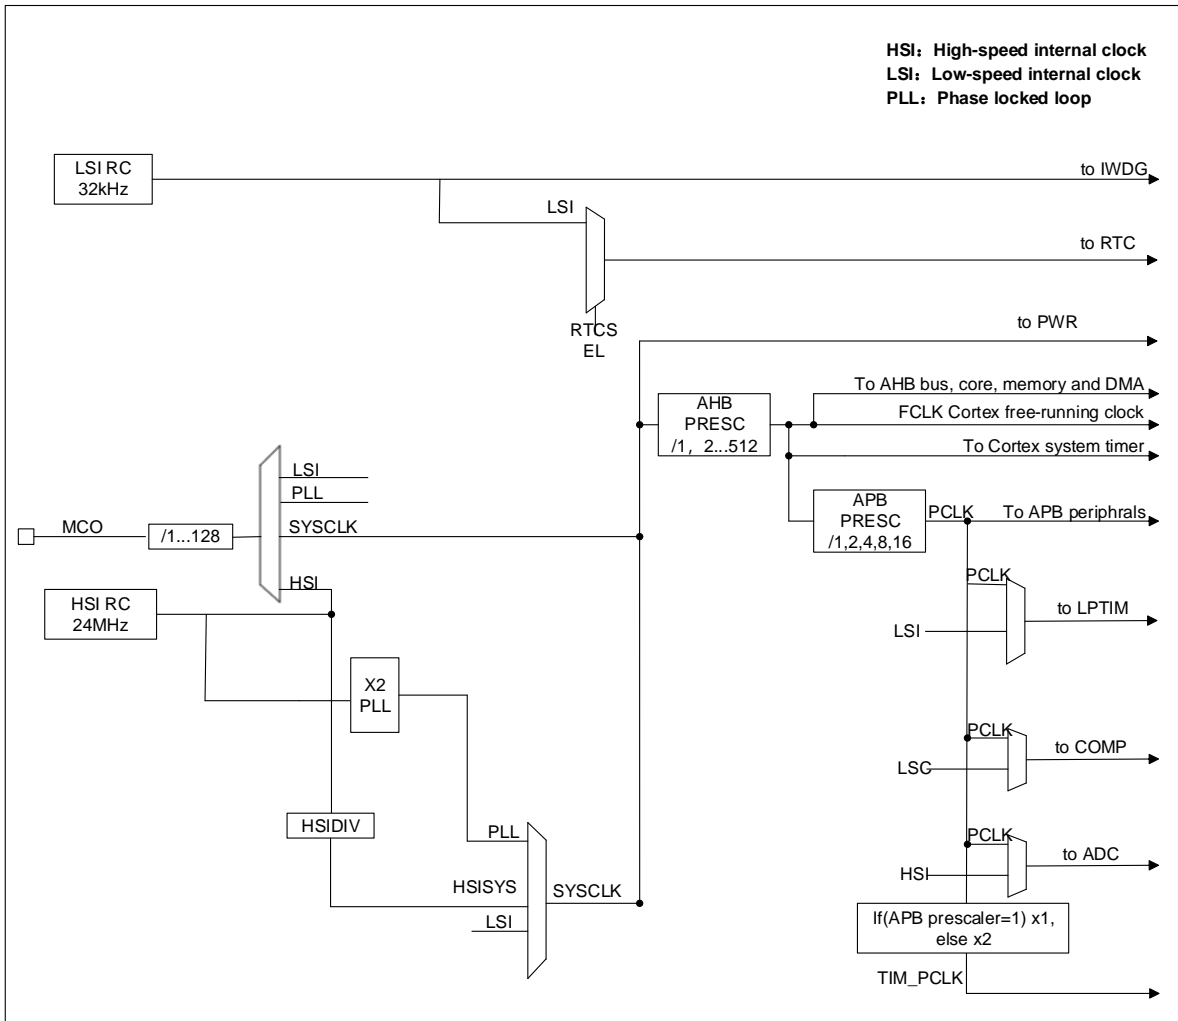 HSI：High-speed internal clock
LSI：Low-speed internal clock
PLL：Phase locked loop
LSI RC
32kHz
to IWDG
LSI
to RTC
RTCS
EL
to PWR
AHB
PRESC
/1，2...512
To AHB bus, core, memory and DMA
FCLK Cortex free-running clock
To Cortex system timer
LSI
PLL
SYSCLK
HSI
MCO
/1...128
APB
PRESC
/1,2,4,8,16
PCLK
To APB periphrals
HSI RC
24MHz
PCLK
LSI
to LPTIM
X2
PLL
PCLK
LSC
to COMP
HSIDIV
PLL
HSISYS
LSI
SYSCLK
PCLK
HSI
to ADC
If(APB prescaler=1) x1,
else x2
TIM_PCLK